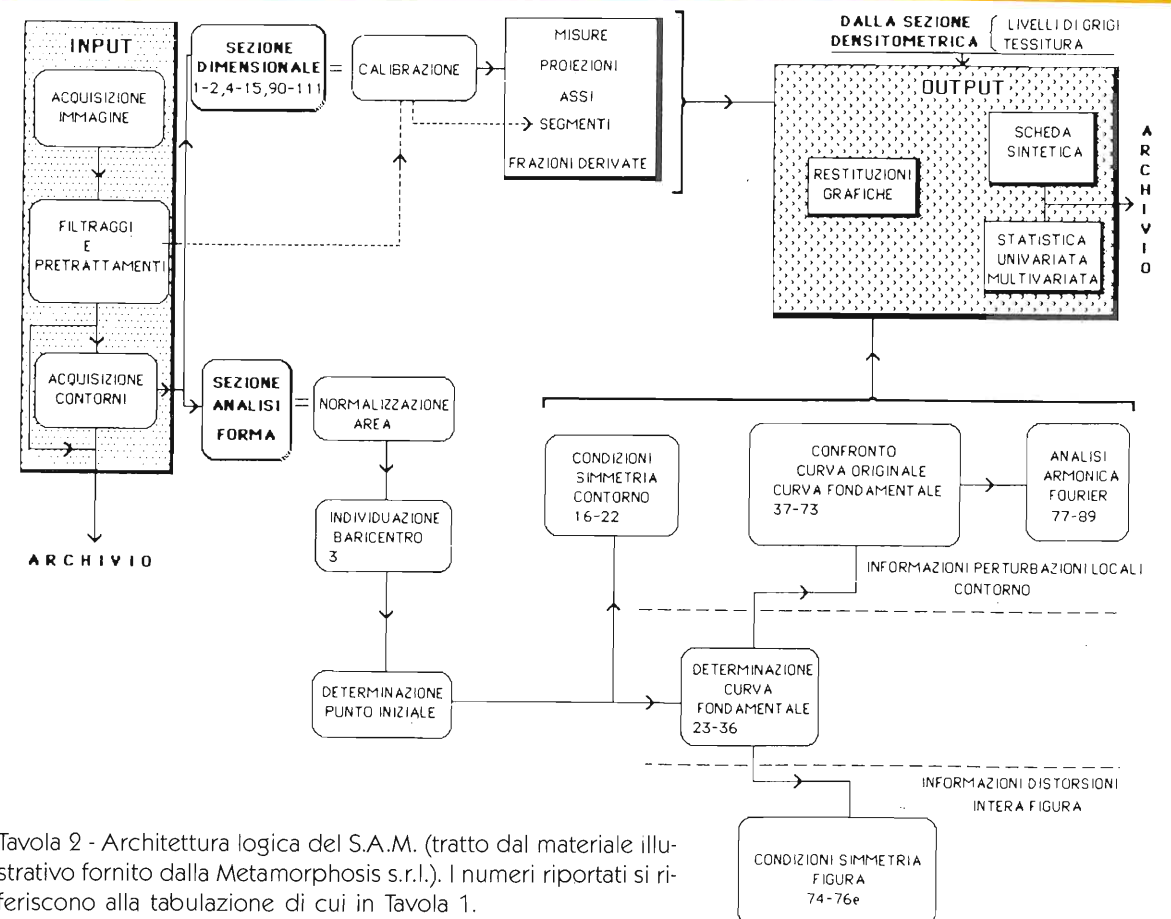 INPUT
ACQUISIZIONE
IMMAGINE
FILTRAGGI
E
PRETRATTAMENTI
ACQUISIZIONE
CONTORNI
ARCHIVIO
SEZIONE
DIMENSIONALE
1-2,4-15,90-111
=
CALIBRAZIONE
MISURE
PROIEZIONI
ASSI
SEGMENTI
FRAZIONI DERIVATE
DALLA SEZIONE
DENSITOMETRICA
{ LIVELLI DI GRIGI
TESSITURA
OUTPUT
RESTITUZIONI
GRAFICHE
SCHEDA
SINTETICA
STATISTICA
UNIVARIATA
MULTIVARIATA
ARCHIVIO
SEZIONE
ANALISI
FORMA
=
NORMALIZZAZIONE
AREA
INDIVIDUAZIONE
BARICENTRO
3
DETERMINAZIONE
PUNTO INIZIALE
CONDIZIONI
SIMMETRIA
CONTORNO
16-22
CONFRONTO
CURVA ORIGINALE
CURVA FONDAMENTALE
37-73
ANALISI
ARMONICA
FOURIER
77-89
INFORMAZIONI PERTURBAZIONI LOCALI
CONTORNO
DETERMINAZIONE
CURVA
FONDAMENTALE
23-36
INFORMAZIONI DISTORSIONI
INTERA FIGURA
CONDIZIONI SIMMETRIA
FIGURA
74-76e
Tavola 2 - Architettura logica del S.A.M. (tratto dal materiale illu-
strativo fornito dalla Metamorphosis s.r.l.). I numeri riportati si ri-
feriscono alla tabulazione di cui in Tavola 1.